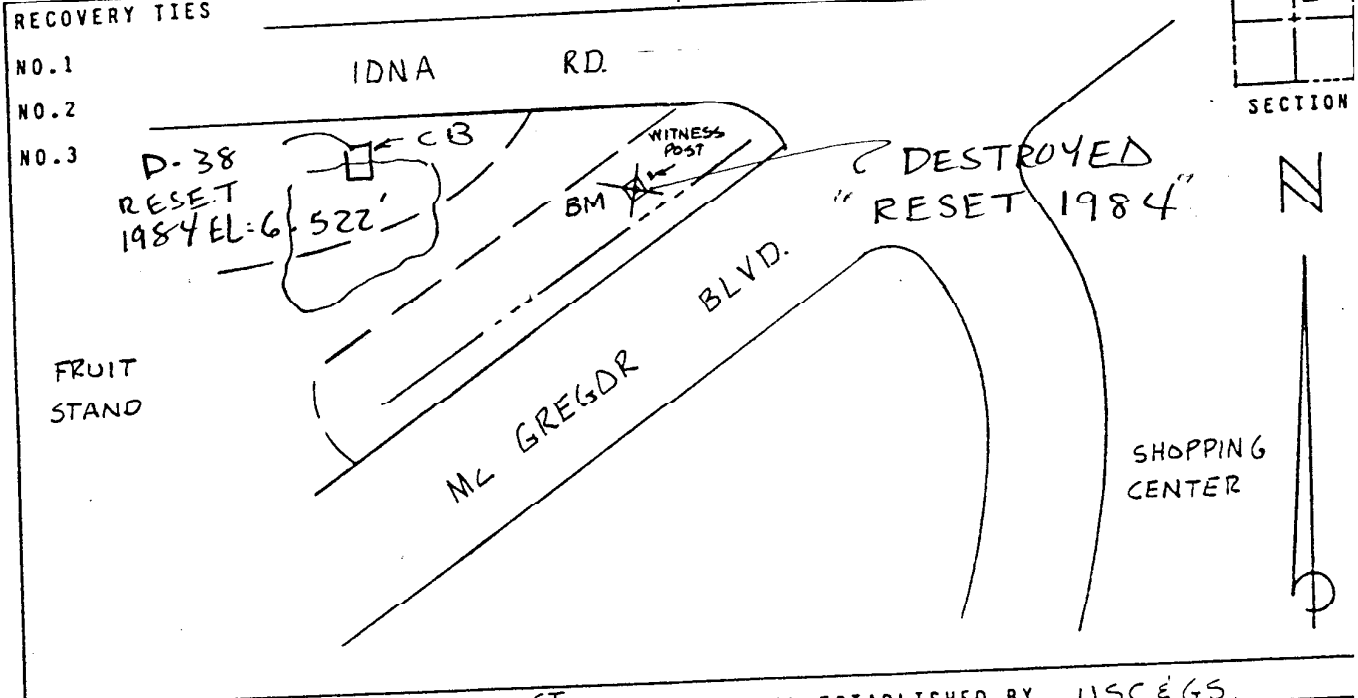 RECOVERY TIES
NO.1
NO.2
NO.3
SECTION
IDNA RD.
CB
D-38
RESET
1984 EL=6.522'
WITNESS
POST
BM
DESTROYED
"RESET 1984"
N
FRUIT
STAND
Mc GREGOR BLVD.
SHOPPING
CENTER
ESTABLISHED BY USC&GS